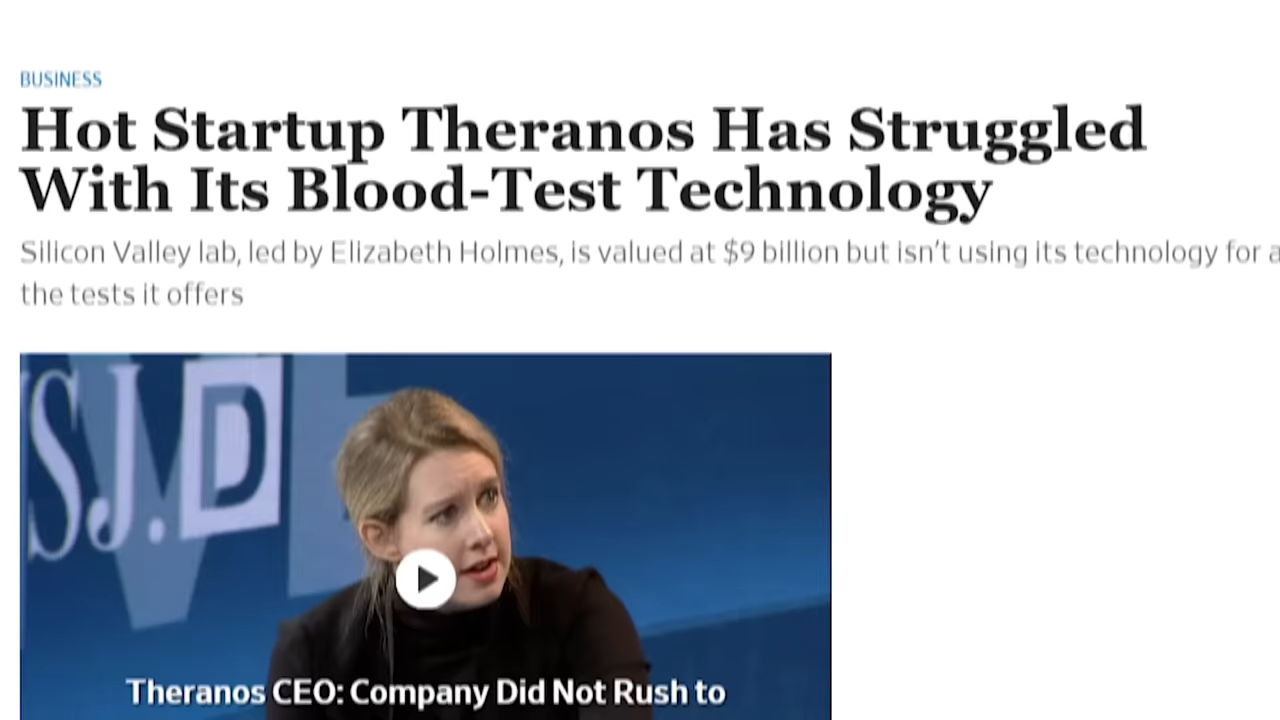 BUSINESS
Hot Startup Theranos Has Struggled
With Its Blood-Test Technology
Silicon Valley lab, led by Elizabeth Holmes, is valued at $9 billion but isn’t using its technology for a
the tests it offers
SJ.D
Theranos CEO: Company Did Not Rush to